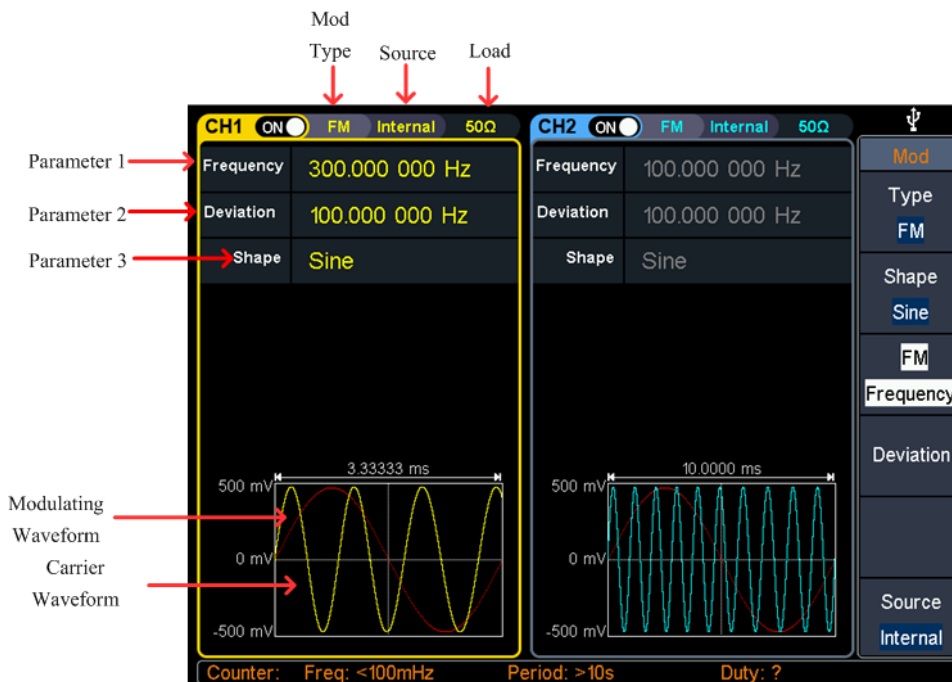 Mod
Type
Source
Load
CH1 ON FM Internal 50Ω
CH2 ON FM Internal 50Ω
Parameter 1
Frequency 300.000 000 Hz
Parameter 2
Deviation 100.000 000 Hz
Parameter 3
Shape Sine
Frequency 100.000 000 Hz
Deviation 100.000 000 Hz
Shape Sine
Mod
Type
FM
Shape
Sine
FM
Frequency
Deviation
Source
Internal
3.33333 ms
500 mV
0 mV
-500 mV
10.0000 ms
500 mV
0 mV
-500 mV
Modulating
Waveform
Carrier
Waveform
Counter: Freq: <100mHz Period: >10s Duty: ?